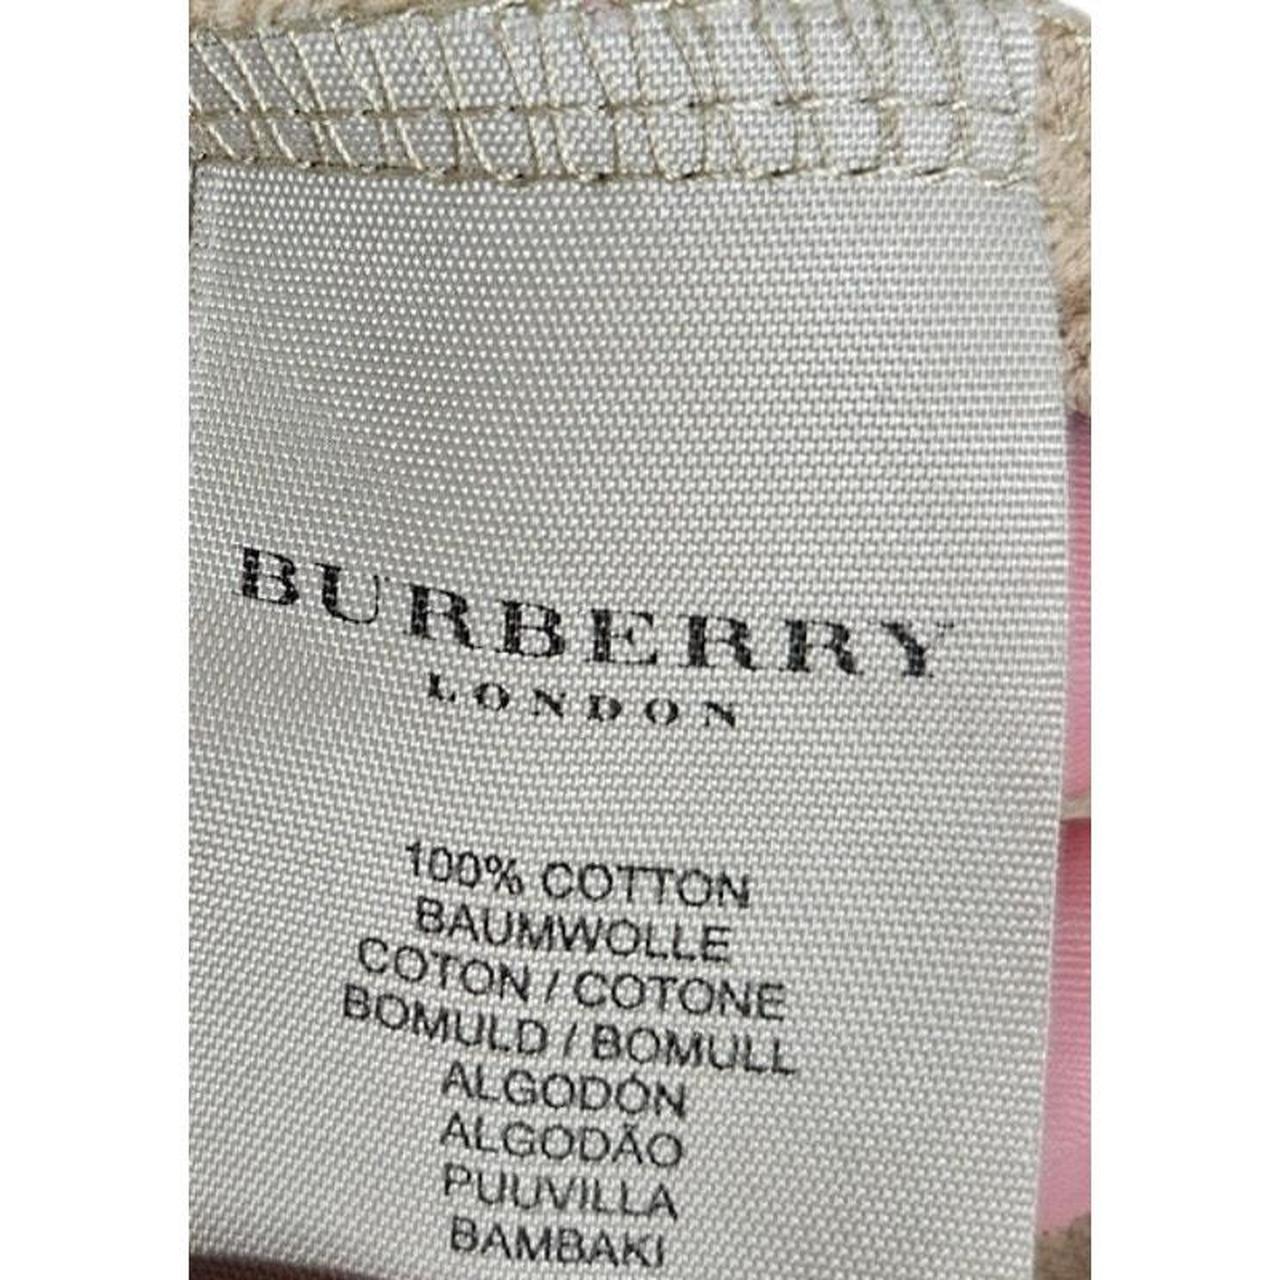 BURBERRY
LONDON
100% COTTON
BAUMWOLLE
COTON / COTONE
BOMULD / BOMULL
ALGODÓN
ALGODÃO
PUUVILLA
BAMBAKI